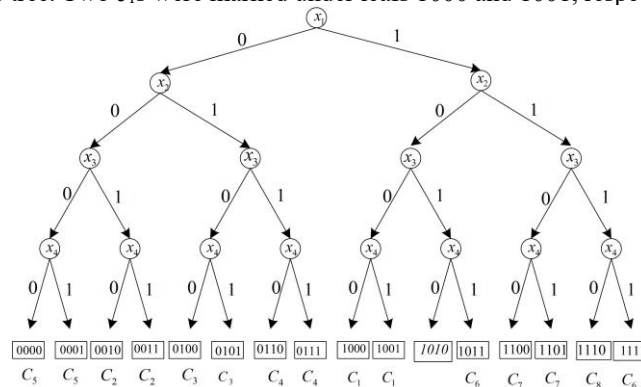 tree. Two were marked under leafs 1000 and 1001, respe
x₁
0 1
x₂ x₂
0 1 0 1
x₃ x₃ x₃ x₃
0 1 0 1 0 1 0 1
x₄ x₄ x₄ x₄ x₄ x₄ x₄ x₄
0 1 0 1 0 1 0 1 0 1 0 1 0 1 0 1
0000 0001 0010 0011 0100 0101 0110 0111 1000 1001 1010 1011 1100 1101 1110 111
C₅ C₅ C₂ C₂ C₃ C₃ C₄ C₄ C₁ C₁ C₆ C₇ C₇ C₈ C₆